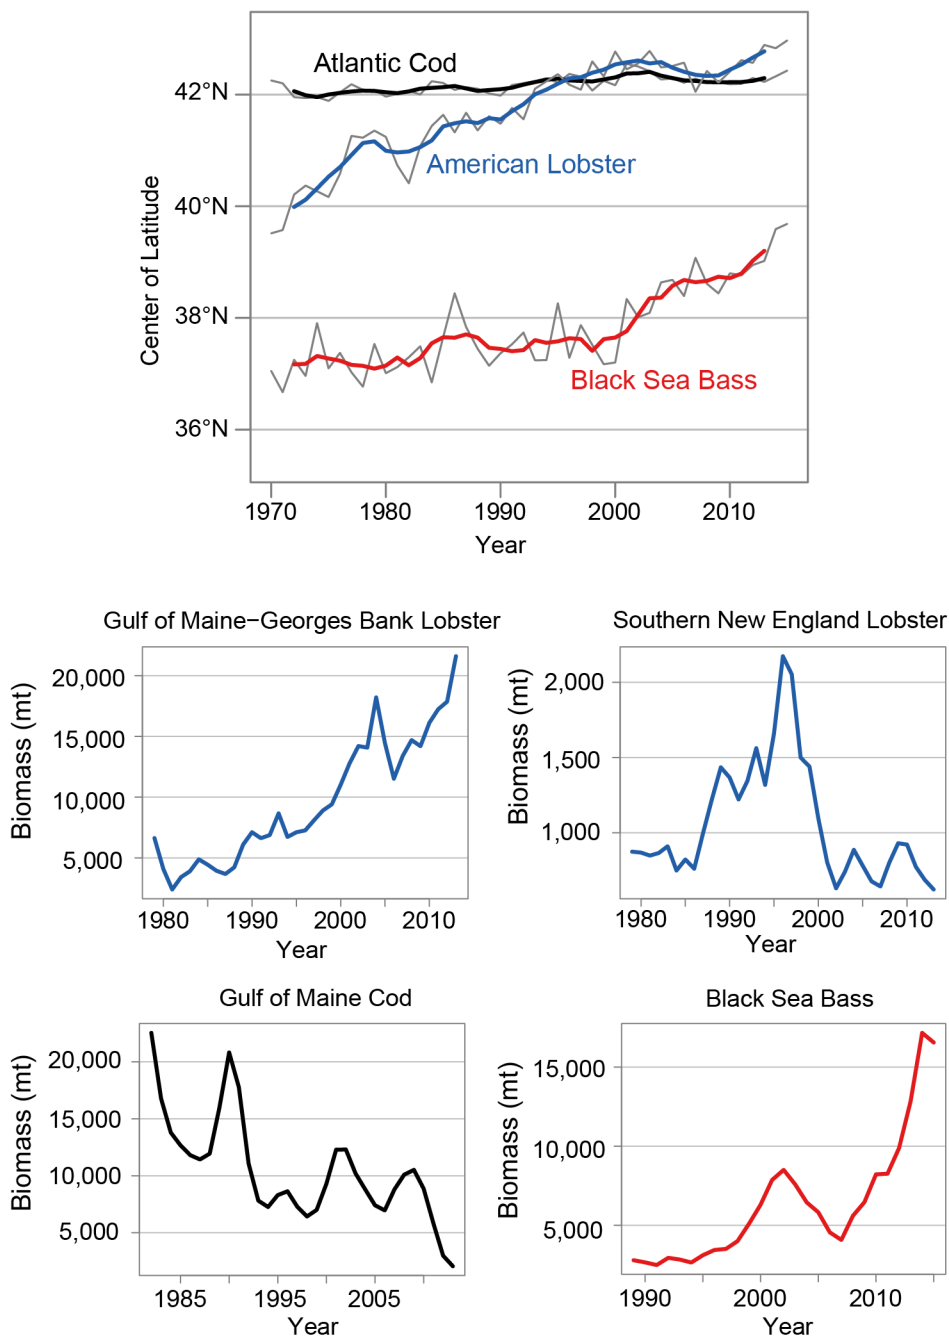 Atlantic Cod
American Lobster
Black Sea Bass
Center of Latitude
42°N
40°N
38°N
36°N
1970 1980 1990 2000 2010
Year
Gulf of Maine−Georges Bank Lobster
Biomass (mt)
20,000
15,000
10,000
5,000
1980 1990 2000 2010
Year
Southern New England Lobster
Biomass (mt)
2,000
1,500
1,000
1980 1990 2000 2010
Year
Gulf of Maine Cod
Biomass (mt)
20,000
15,000
10,000
5,000
1985 1995 2005
Year
Black Sea Bass
Biomass (mt)
15,000
10,000
5,000
1990 2000 2010
Year